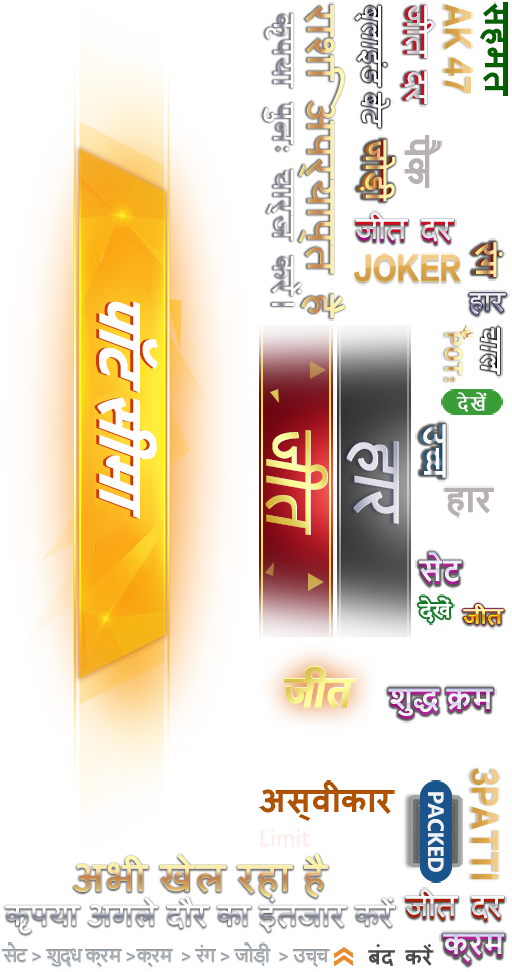 सहमत
AK 47
जीत दर
ब्लाइंड बेट
राशि अपर्याप्त है
कृपया पुनः चार्ज करें।
पैक
जोड़ी
जीत दर
JOKER
रंग
हार
चाल
POT:
देखें
पॉट सीमा
जीत
हार
उच्च
हार
सेट
देखें
जीत
जीत
शुद्ध क्रम
3PATTI
PACKED
अस्वीकार
Limit
अभी खेल रहा है
कृपया अगले दौर का इंतजार करें
जीत दर
क्रम
सेट > शुद्ध क्रम >क्रम > रंग > जोड़ी > उच्च
बंद करें